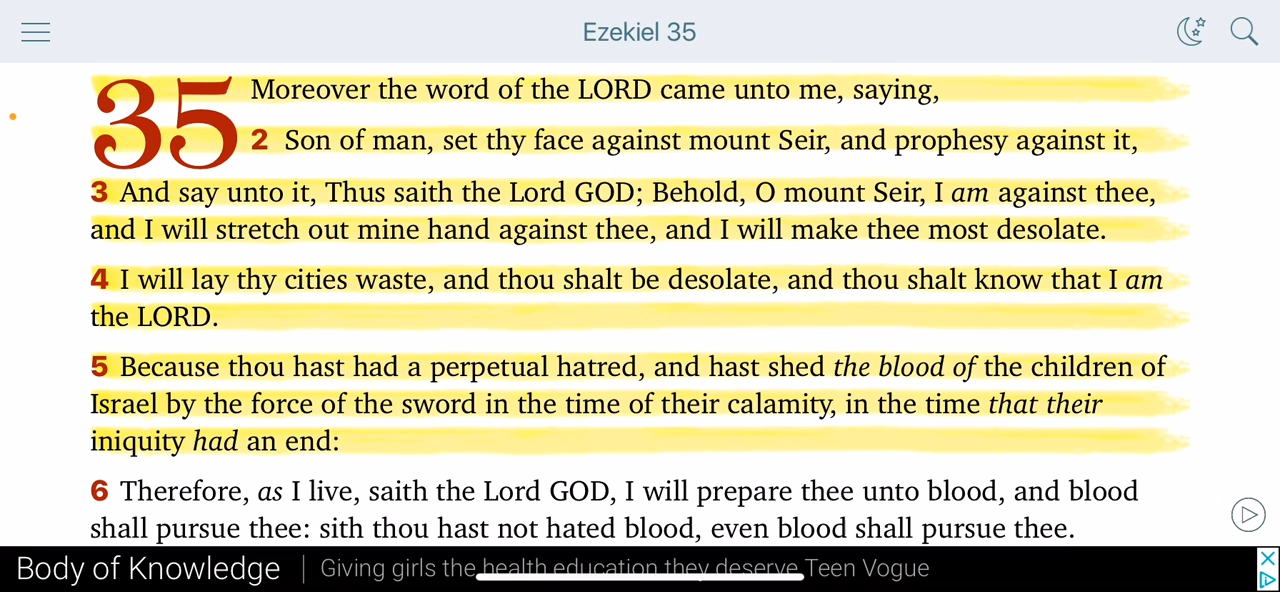 Ezekiel 35
35 Moreover the word of the LORD came unto me, saying,
2 Son of man, set thy face against mount Seir, and prophesy against it,
3 And say unto it, Thus saith the Lord GOD; Behold, O mount Seir, I am against thee,
and I will stretch out mine hand against thee, and I will make thee most desolate.
4 I will lay thy cities waste, and thou shalt be desolate, and thou shalt know that I am
the LORD.
5 Because thou hast had a perpetual hatred, and hast shed the blood of the children of
Israel by the force of the sword in the time of their calamity, in the time that their
iniquity had an end:
6 Therefore, as I live, saith the Lord GOD, I will prepare thee unto blood, and blood
shall pursue thee: sith thou hast not hated blood, even blood shall pursue thee.
Body of Knowledge | Giving girls the health education they deserve Teen Vogue